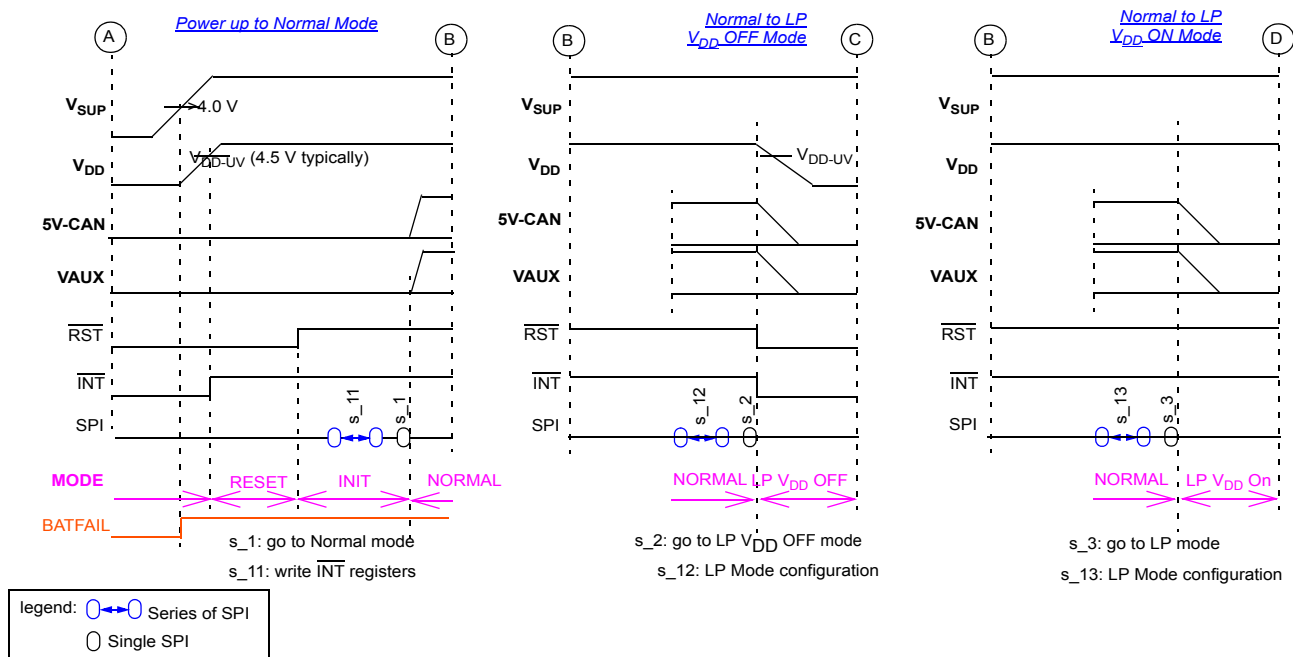 Power up to Normal Mode
A
B
VSUP
4.0 V
VDD
VDD-UV (4.5 V typically)
5V-CAN
VAUX
RST
INT
SPI
s_11
s_1
MODE
RESET
INIT
NORMAL
BATFAIL
s_1: go to Normal mode
s_11: write INT registers
legend:
Series of SPI
Single SPI
Normal to LP
VDD OFF Mode
B
C
VSUP
VDD
VDD-UV
5V-CAN
VAUX
RST
INT
SPI
s_12
s_2
NORMAL
LP VDD OFF
s_2: go to LP VDD OFF mode
s_12: LP Mode configuration
Normal to LP
VDD ON Mode
B
D
VSUP
VDD
5V-CAN
VAUX
RST
INT
SPI
s_13
s_3
NORMAL
LP VDD On
s_3: go to LP mode
s_13: LP Mode configuration